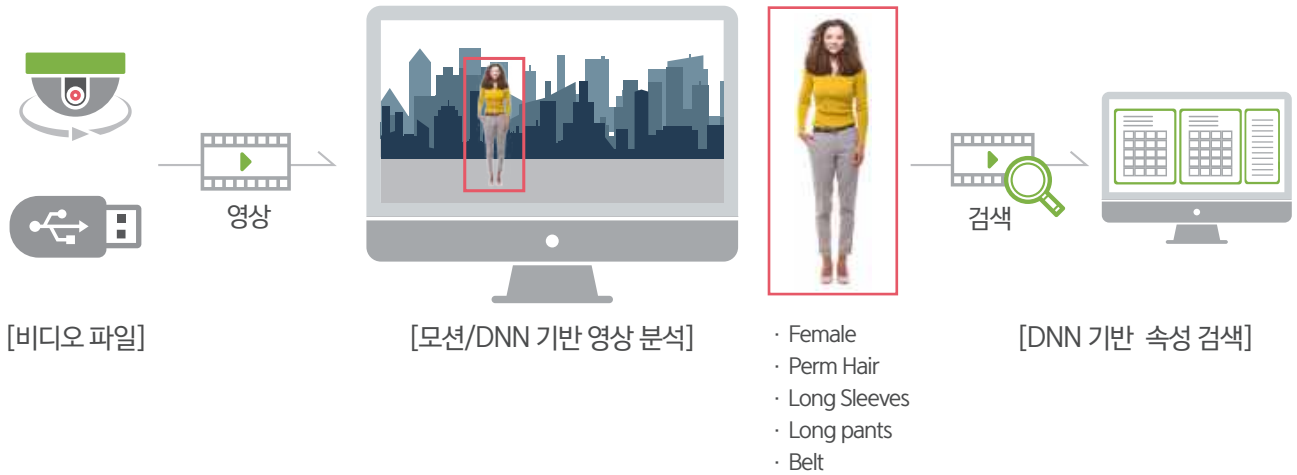 영상
검색
[비디오 파일]
[모션/DNN 기반 영상 분석]
· Female
· Perm Hair
· Long Sleeves
· Long pants
· Belt
[DNN 기반 속성 검색]